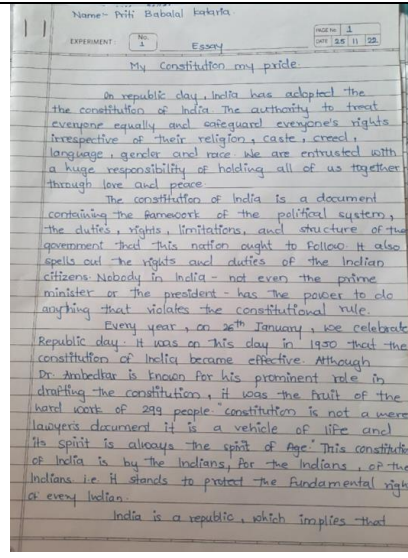 Name- Priti Babalal Kataria.
EXPERIMENT: No. 1
Essay
PAGE No. 1
DATE 25 11 22
My Constitution my pride.
On republic day, India has adopted the
the constitution of India. The authority to treat
everyone equally and safeguard everyone's rights
irrespective of their religion, caste, creed,
language, gender and race. We are entrusted with
a huge responsibility of holding all of us together
through love and peace.
The constitution of India is a document
containing the framework of the political system,
the duties, rights, limitations, and structure of the
government that this nation ought to follow. It also
spells out the rights and duties of the Indian
citizens. Nobody in India - not even the prime
minister or the president - has the power to do
anything that violates the constitutional rule.
Every year, on 26th January, we celebrate
Republic day. It was on this day in 1950 that the
constitution of India became effective. Although
Dr. Ambedkar is known for his prominent role in
drafting the constitution, it was the fruit of the
hard work of 299 people "constitution is not a mere
lawyer's document it is a vehicle of life and
its spirit is always the spirit of Age." This constitutio
of India is by the Indians, for the Indians, of the
Indians i.e. it stands to protect the fundamental righ
of every Indian.
India is a republic, which implies that